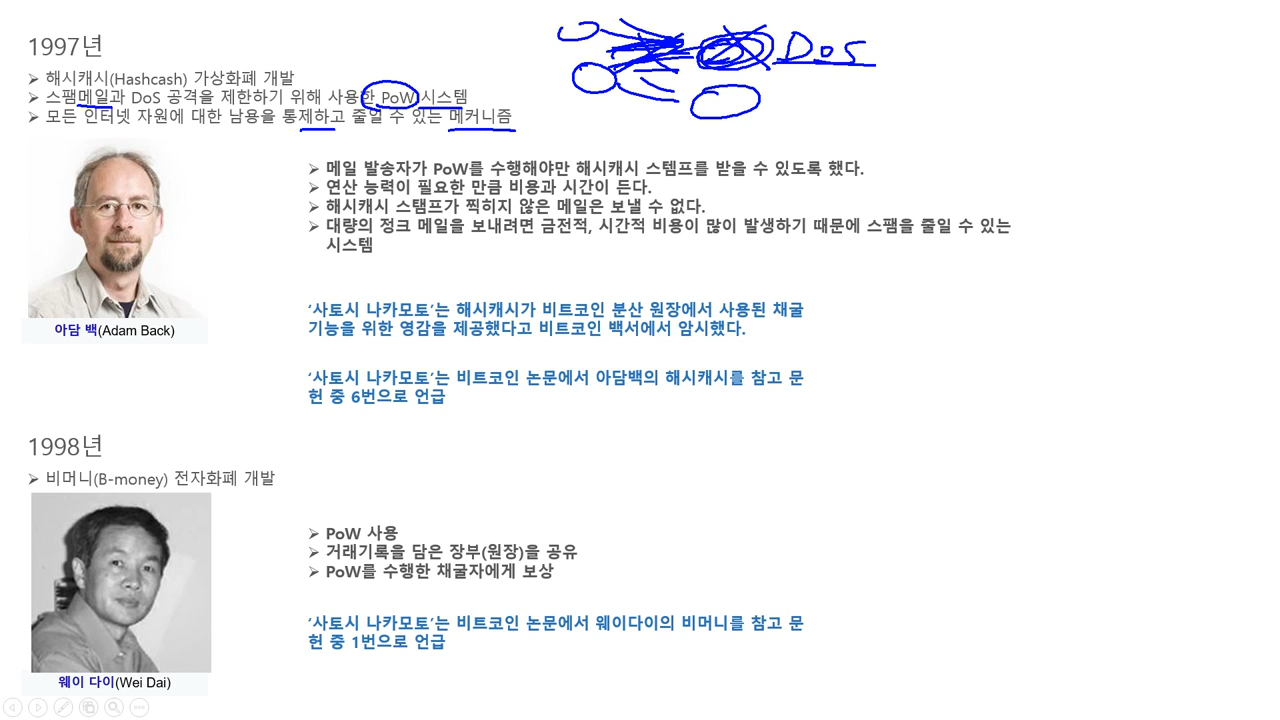 1997년
➢ 해시캐시(Hashcash) 가상화폐 개발
➢ 스팸메일과 DoS 공격을 제한하기 위해 사용한 PoW 시스템
➢ 모든 인터넷 자원에 대한 남용을 통제하고 줄일 수 있는 메커니즘
DoS
➢ 메일 발송자가 PoW를 수행해야만 해시캐시 스템프를 받을 수 있도록 했다.
➢ 연산 능력이 필요한 만큼 비용과 시간이 든다.
➢ 해시캐시 스탬프가 찍히지 않은 메일은 보낼 수 없다.
➢ 대량의 정크 메일을 보내려면 금전적, 시간적 비용이 많이 발생하기 때문에 스팸을 줄일 수 있는
시스템
‘사토시 나카모토’는 해시캐시가 비트코인 분산 원장에서 사용된 채굴
기능을 위한 영감을 제공했다고 비트코인 백서에서 암시했다.
아담 백(Adam Back)
‘사토시 나카모토’는 비트코인 논문에서 아담백의 해시캐시를 참고 문
헌 중 6번으로 언급
1998년
➢ 비머니(B-money) 전자화폐 개발
➢ PoW 사용
➢ 거래기록을 담은 장부(원장)을 공유
➢ PoW를 수행한 채굴자에게 보상
‘사토시 나카모토’는 비트코인 논문에서 웨이다이의 비머니를 참고 문
헌 중 1번으로 언급
웨이 다이(Wei Dai)